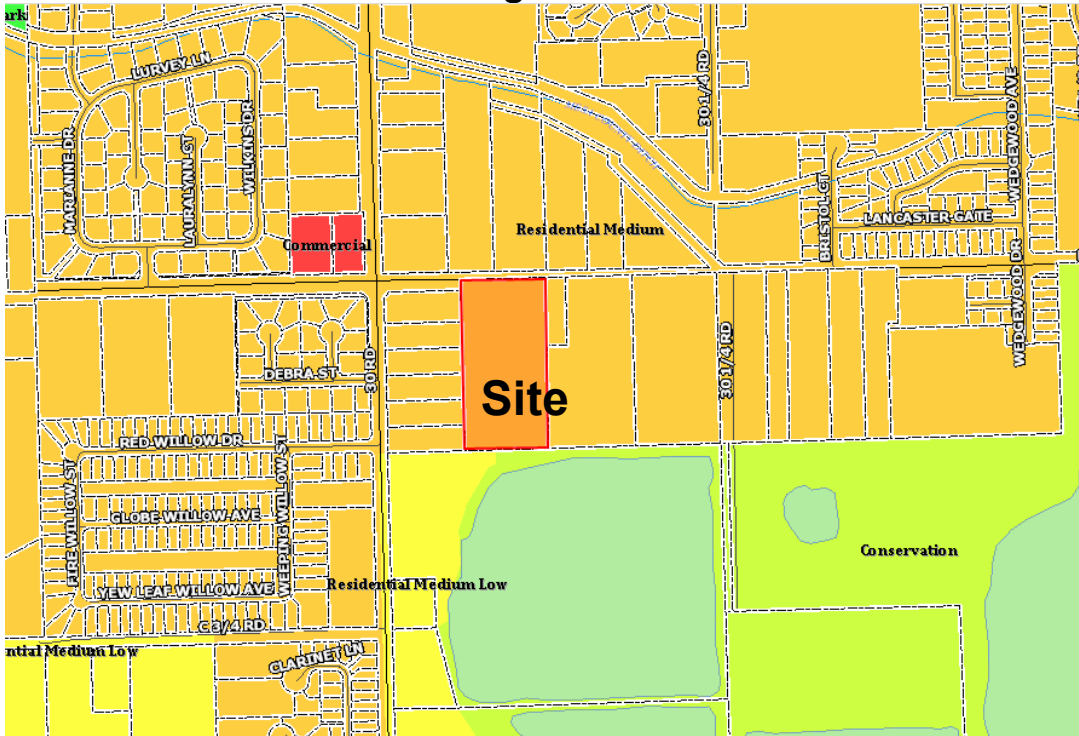 ark
LURVEY LN
MARIANNE DR
LAURALYNN CT
WILKINS DR
Commercial
30 1/4 RD
Residential Medium
BRISTOL CT
LANCASTER GATE
WEDGEWOOD AVE
WEDGEWOOD DR
DEBRA ST
30 RD
Site
30 1/4 RD
RED WILLOW DR
FIRE WILLOW ST
GLOBE WILLOW AVE
WEEPING WILLOW ST
YEW LEAF WILLOW AVE
Residential Medium Low
Conservation
C 3/4 RD
ntial Medium Low
CLARINET LN